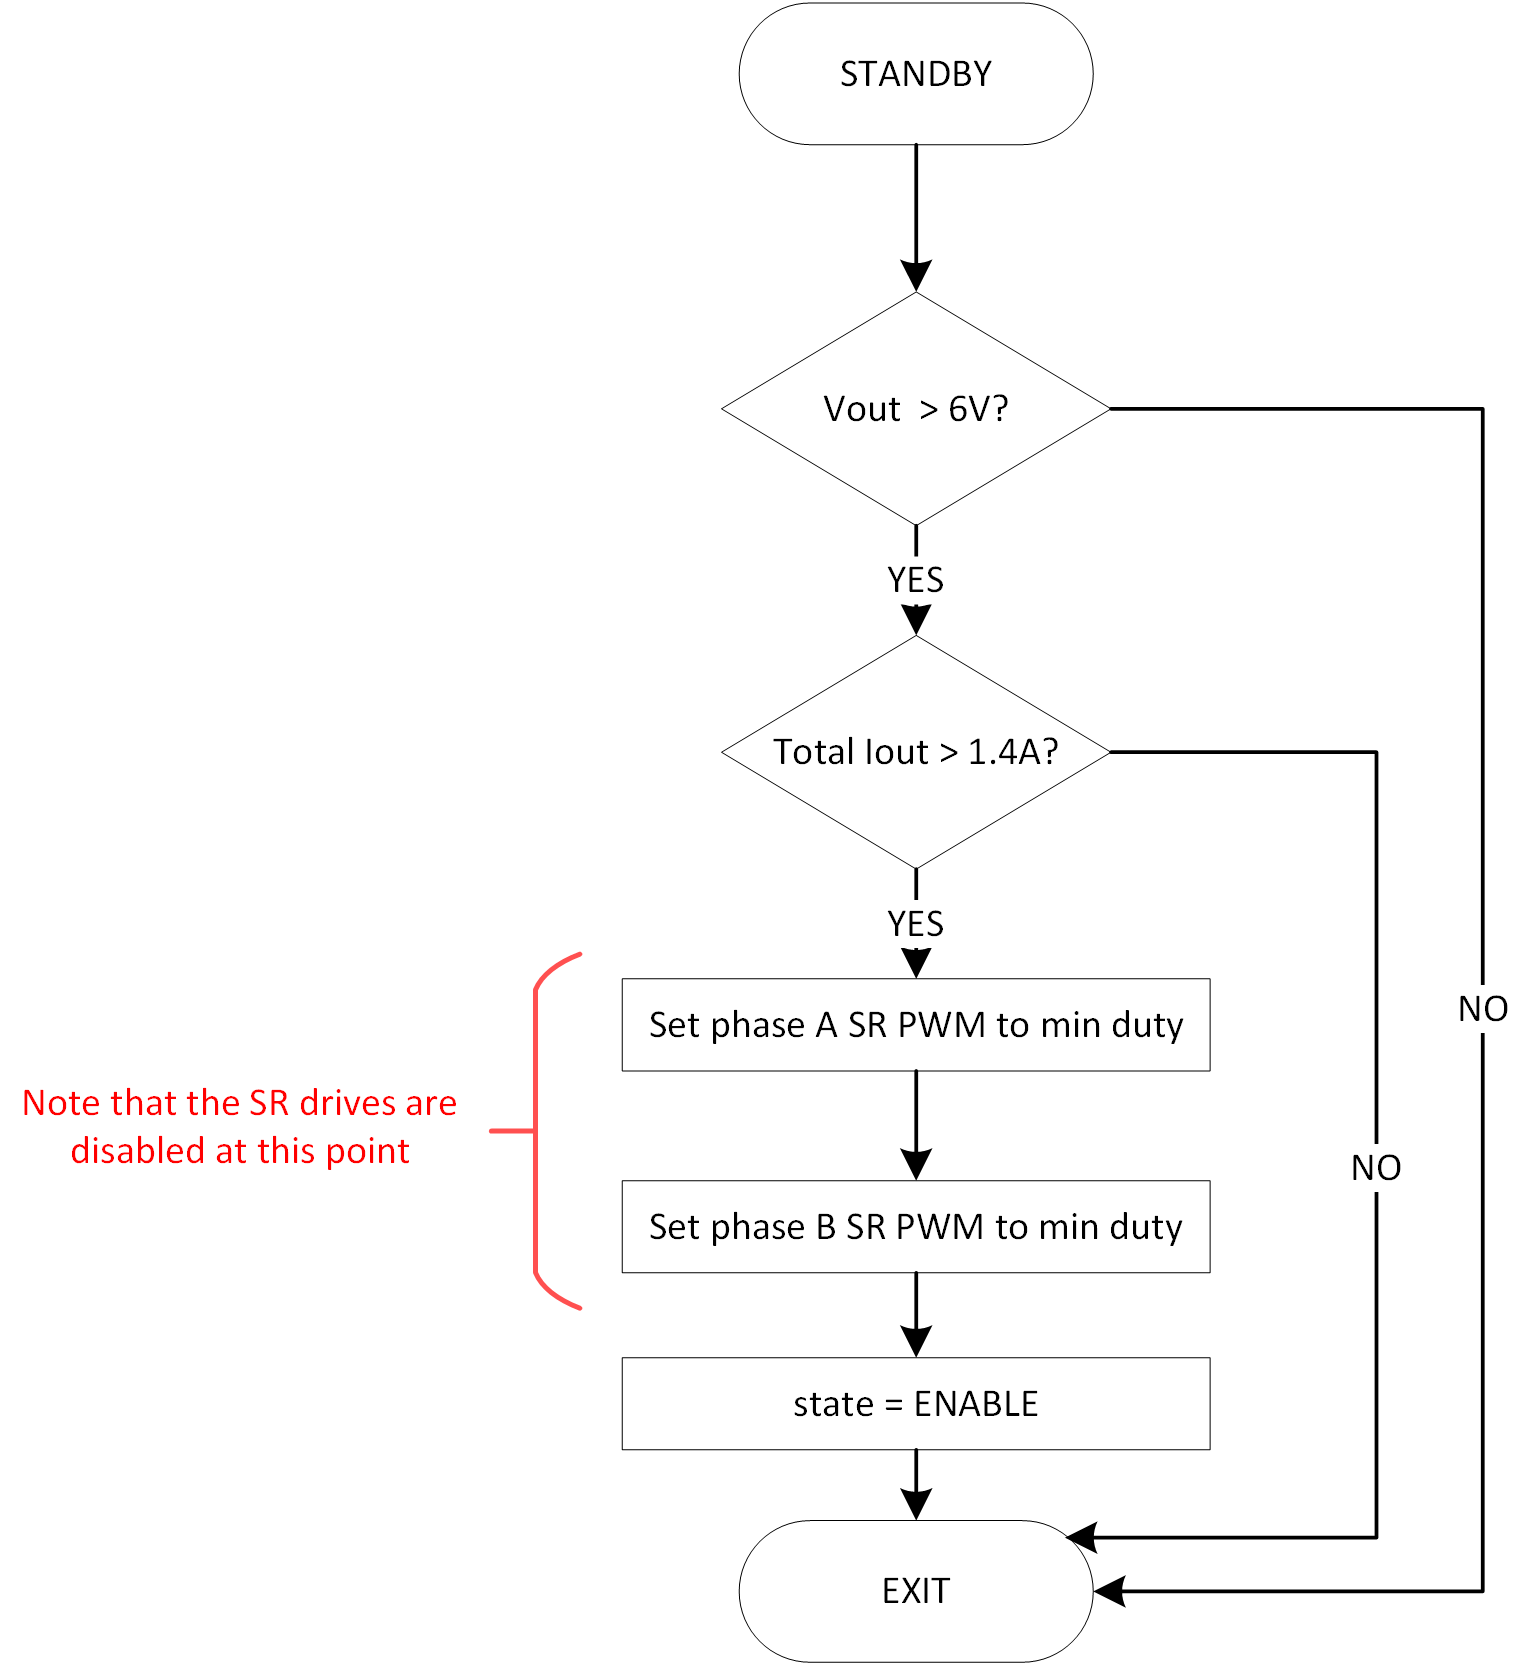 STANDBY
Vout  > 6V?
YES
Total Iout > 1.4A?
YES
Set phase A SR PWM to min duty
NO
Note that the SR drives are
disabled at this point
NO
Set phase B SR PWM to min duty
state = ENABLE
EXIT